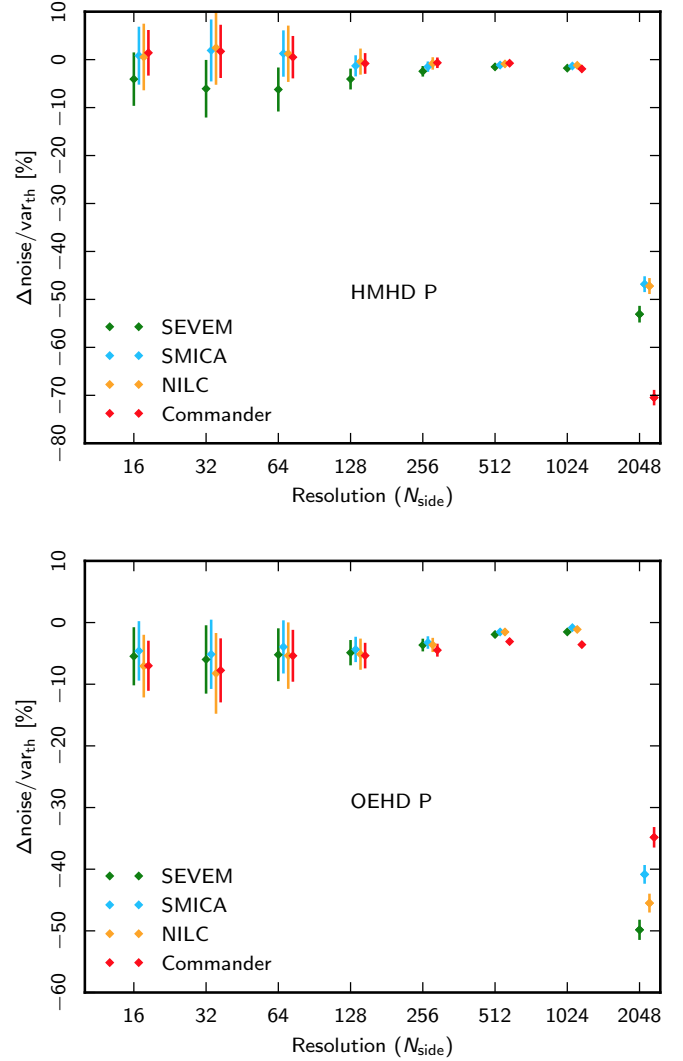 10
0
−10
−20
−30
−40
−50
−60
−70
−80
Δnoise/var_th [%]
HMHD P
SEVEM
SMICA
NILC
Commander
16 32 64 128 256 512 1024 2048
Resolution (N_side)
10
0
−10
−20
−30
−40
−50
−60
Δnoise/var_th [%]
OEHD P
SEVEM
SMICA
NILC
Commander
16 32 64 128 256 512 1024 2048
Resolution (N_side)